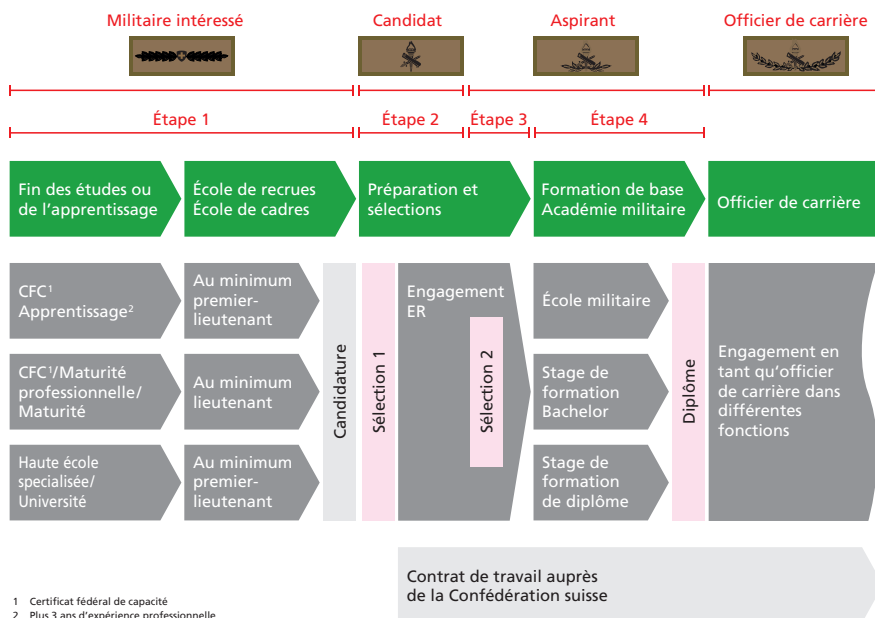 Militaire intéressé
Candidat
Aspirant
Officier de carrière
Étape 1
Étape 2
Étape 3
Étape 4
Fin des études ou
de l'apprentissage
École de recrues
École de cadres
Préparation et
sélections
Formation de base
Académie militaire
Officier de carrière
CFC¹
Apprentissage²
Au minimum
premier-
lieutenant
CFC¹/Maturité
professionnelle/
Maturité
Au minimum
lieutenant
Haute école
specialisée/
Université
Au minimum
premier-
lieutenant
Candidature
Sélection 1
Engagement
ER
Sélection 2
École militaire
Stage de
formation
Bachelor
Stage de
formation
de diplôme
Diplôme
Engagement en
tant qu'officier
de carrière dans
différentes
fonctions
Contrat de travail auprès
de la Confédération suisse
1 Certificat fédéral de capacité
2 Plus 3 ans d'expérience professionnelle